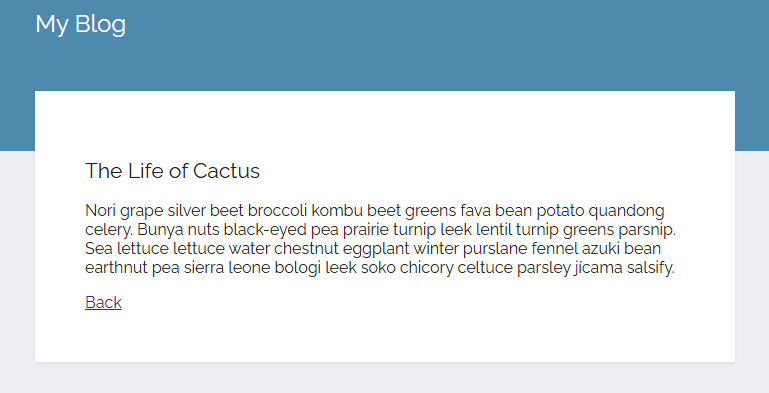 My Blog
The Life of Cactus
Nori grape silver beet broccoli kombu beet greens fava bean potato quandong
celery. Bunya nuts black-eyed pea prairie turnip leek lentil turnip greens parsnip.
Sea lettuce lettuce water chestnut eggplant winter purslane fennel azuki bean
earthnut pea sierra leone bologi leek soko chicory celtuce parsley jícama salsify.
Back